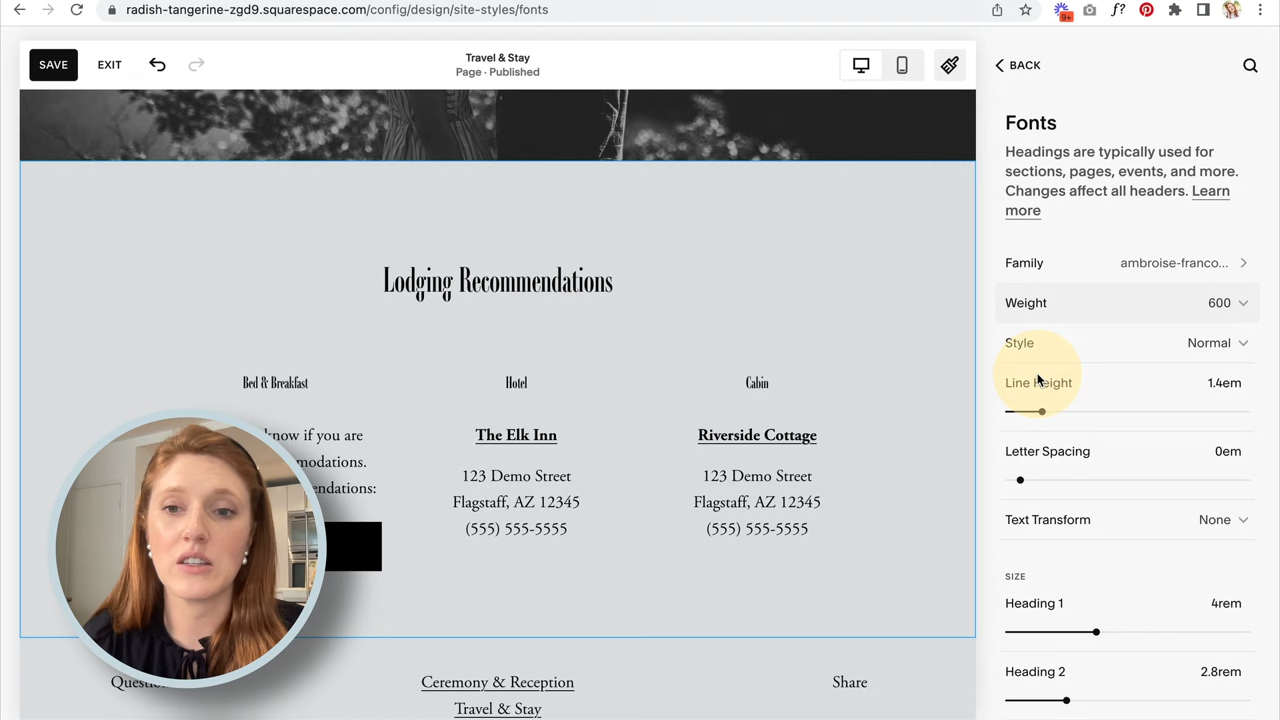 radish-tangerine-zgd9.squarespace.com/config/design/site-styles/fonts
f?
9+
SAVE
EXIT
Travel & Stay
Page · Published
BACK
Fonts
Headings are typically used for
sections, pages, events, and more.
Changes affect all headers. Learn
more
Family
ambroise-franco...
Weight
600
Style
Normal
Line Height
1.4em
Letter Spacing
0em
Text Transform
None
SIZE
Heading 1
4rem
Heading 2
2.8rem
Lodging Recommendations
Bed & Breakfast
know if you are
Hotel
The Elk Inn
123 Demo Street
Flagstaff, AZ 12345
(555) 555-5555
Cabin
Riverside Cottage
123 Demo Street
Flagstaff, AZ 12345
(555) 555-5555
Ceremony & Reception
Travel & Stay
Share